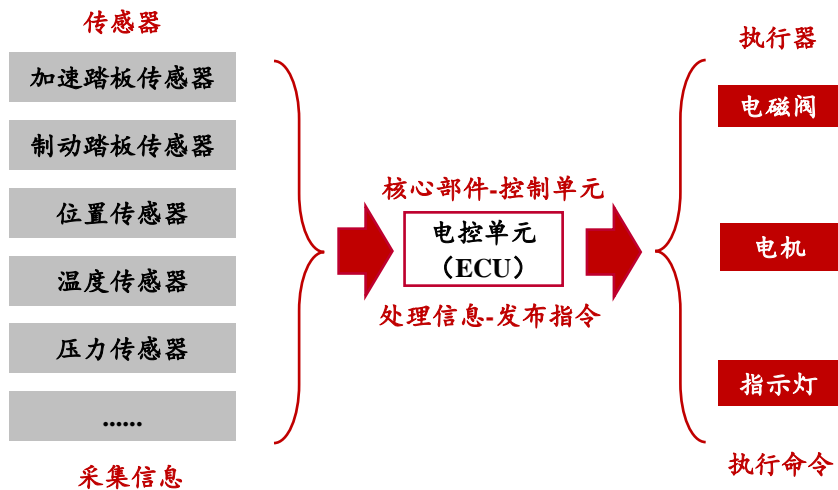 传感器
加速踏板传感器
制动踏板传感器
位置传感器
温度传感器
压力传感器
......
采集信息
核心部件-控制单元
电控单元
（ECU）
处理信息-发布指令
执行器
电磁阀
电机
指示灯
执行命令